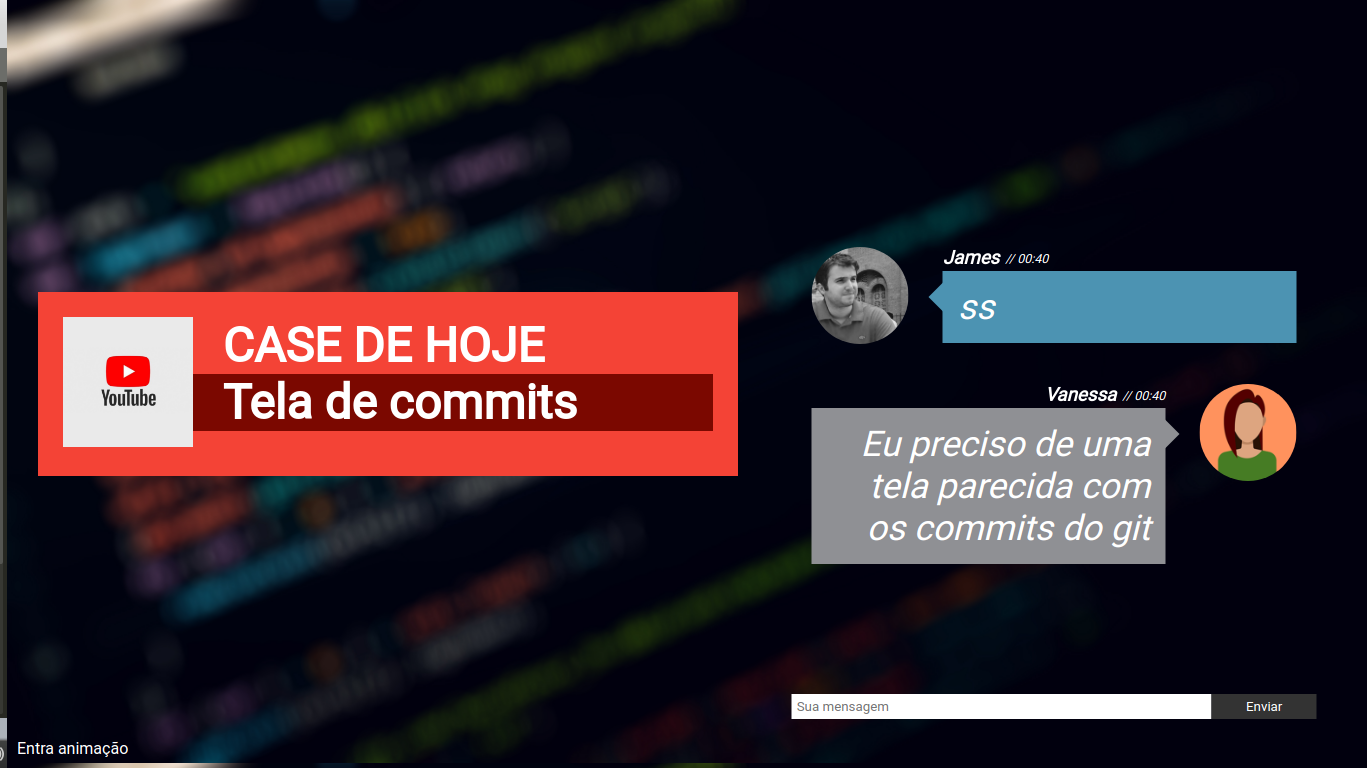 CASE DE HOJE
Tela de commits
YouTube
James // 00:40
ss
Vanessa // 00:40
Eu preciso de uma
tela parecida com
os commits do git
Sua mensagem
Enviar
Entra animação